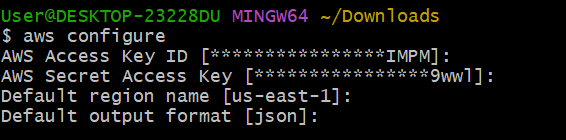 User@DESKTOP-23228DU MINGW64 ~/Downloads
$ aws configure
AWS Access Key ID [****************IMPM]:
AWS Secret Access Key [****************9wwl]:
Default region name [us-east-1]:
Default output format [json]: